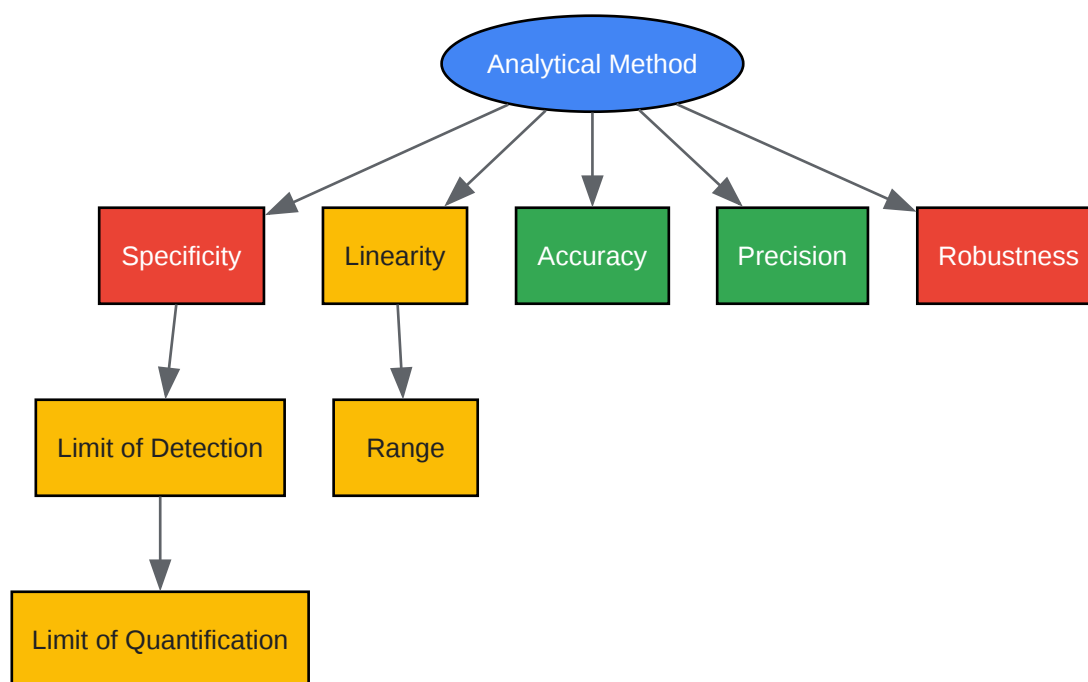 Analytical Method
Specificity
Linearity
Accuracy
Precision
Robustness
Limit of Detection
Range
Limit of Quantification